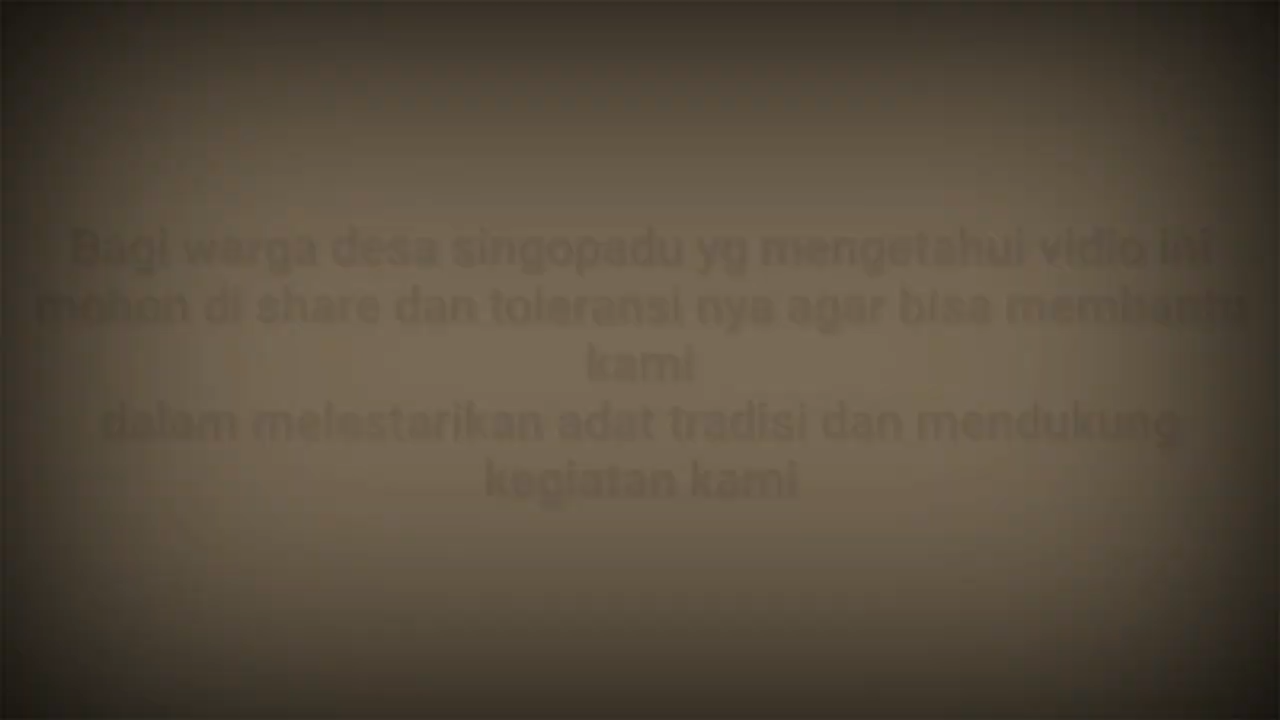 Bagi warga desa singopadu yg mengetahui vidio ini
mohon di share dan toleransi nya agar bisa membantu
kami
dalam melestarikan adat tradisi dan mendukung
kegiatan kami